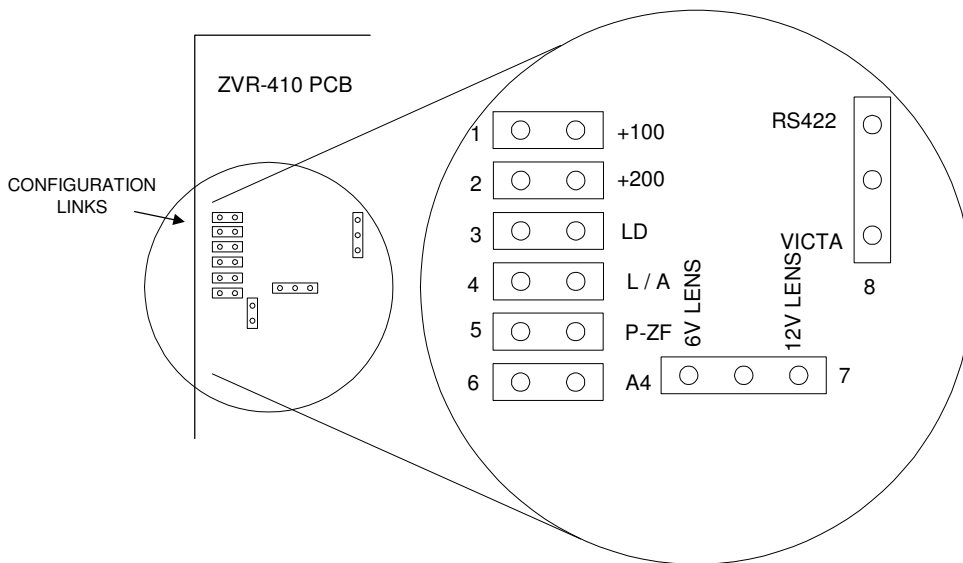 ZVR-410 PCB
CONFIGURATION
LINKS
1 +100
2 +200
3 LD
4 L / A
5 P-ZF
6 A4
6V LENS
12V LENS
7
RS422
VICTA
8